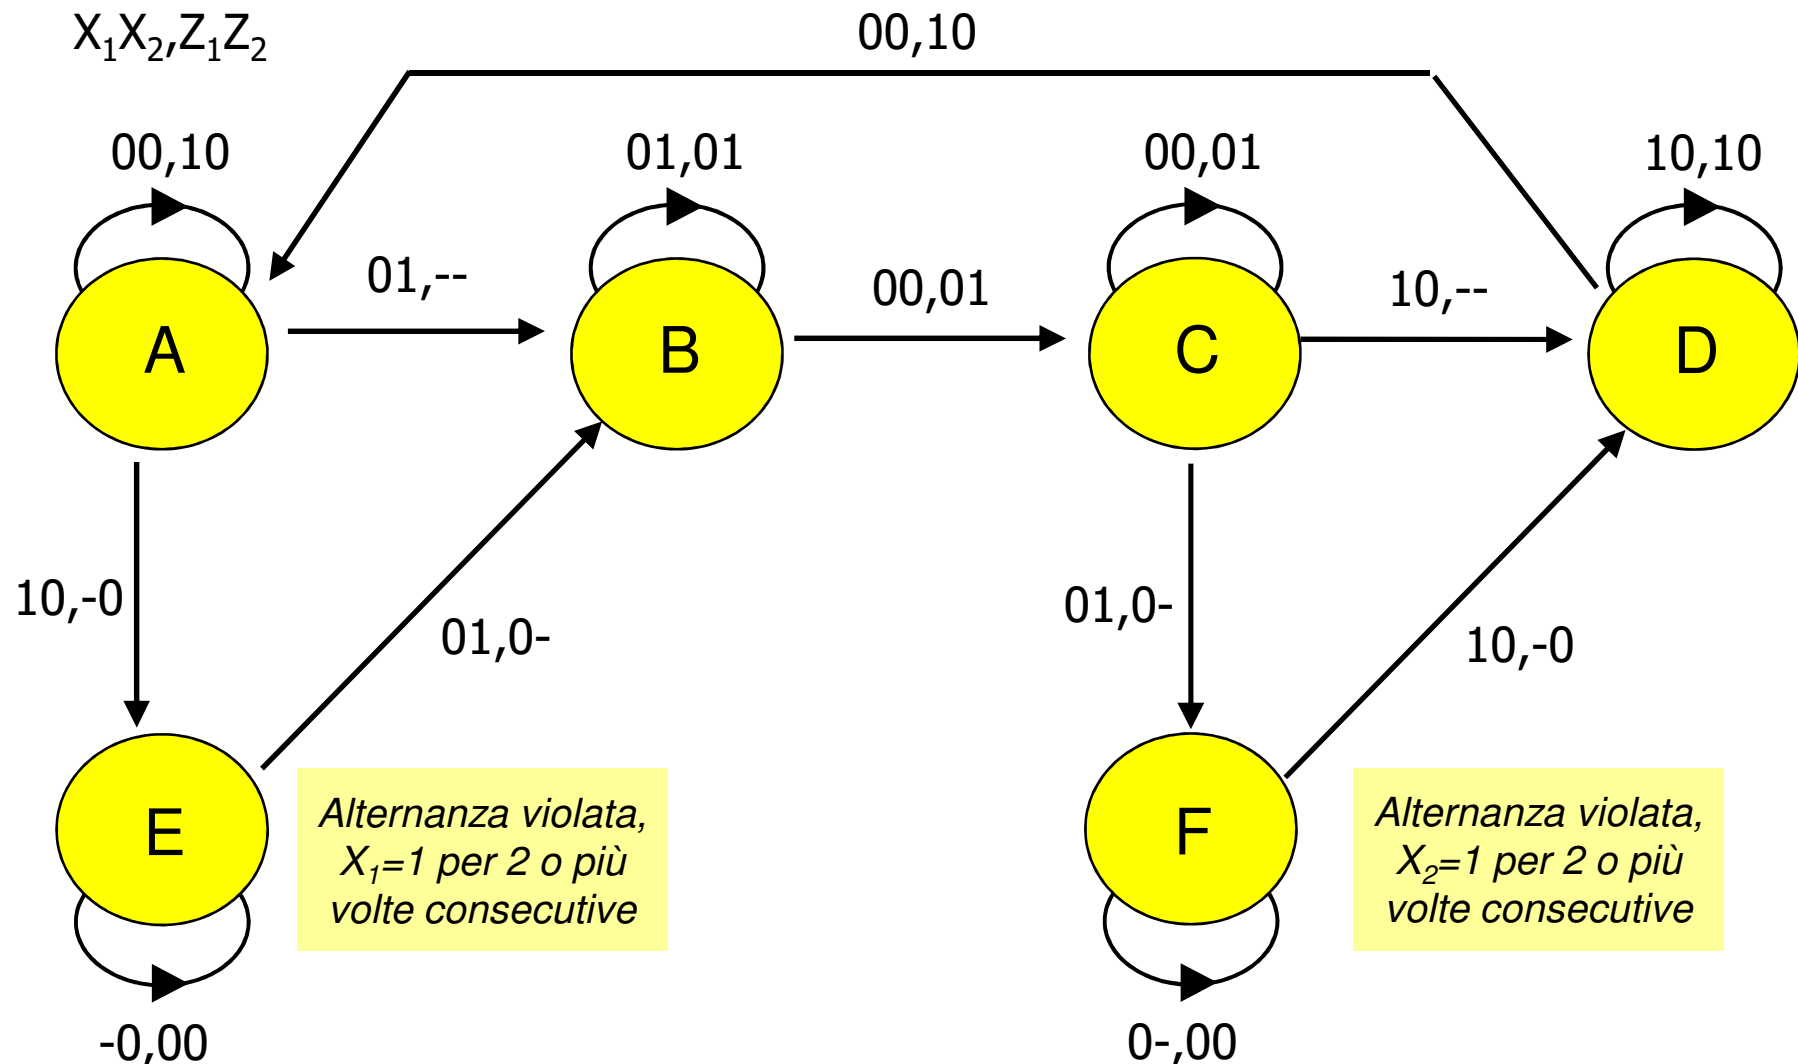 X₁X₂,Z₁Z₂
00,10
00,10
01,01
00,01
10,10
01,--
00,01
10,--
A
B
C
D
10,-0
01,0-
01,0-
10,-0
E
Alternanza violata,
X₁=1 per 2 o più
volte consecutive
F
Alternanza violata,
X₂=1 per 2 o più
volte consecutive
-0,00
0-,00